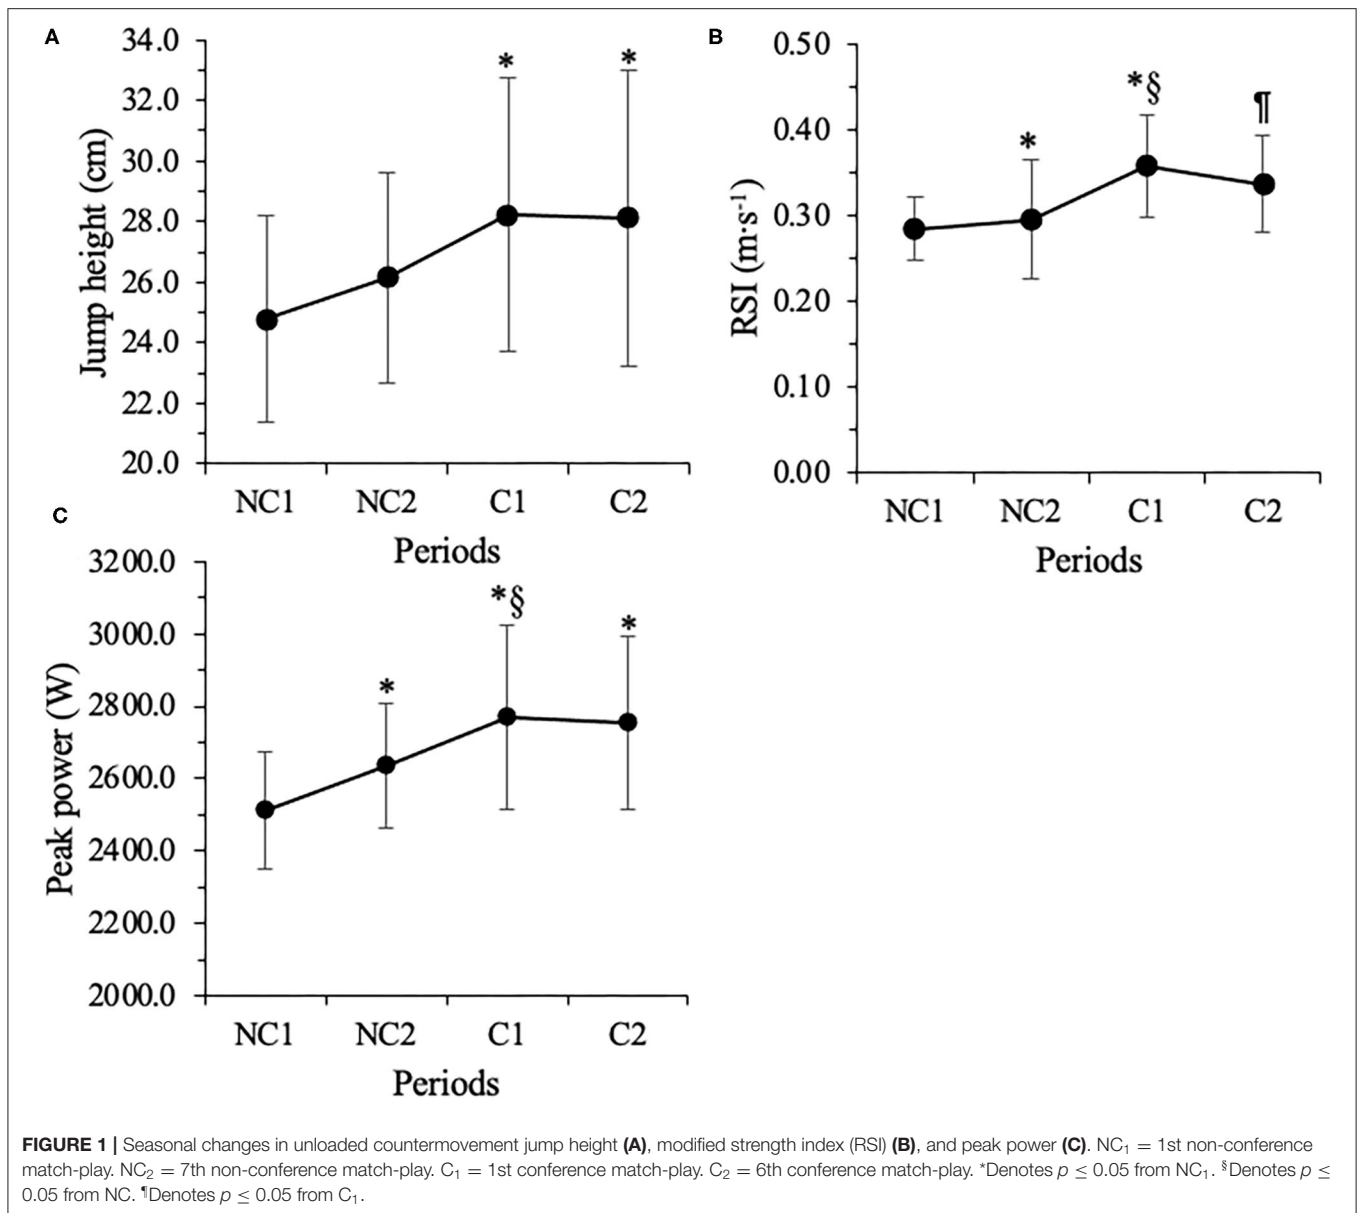 A
34.0
32.0
30.0
28.0
26.0
24.0
22.0
20.0
Jump height (cm)
* *
NC1 NC2 C1 C2
Periods
B
0.50
0.40
0.30
0.20
0.10
0.00
RSI (m·s-1)
* *§ ¶
NC1 NC2 C1 C2
Periods
C
3200.0
3000.0
2800.0
2600.0
2400.0
2200.0
2000.0
Peak power (W)
* *§ *
NC1 NC2 C1 C2
Periods
FIGURE 1 | Seasonal changes in unloaded countermovement jump height (A), modified strength index (RSI) (B), and peak power (C). NC1 = 1st non-conference
match-play. NC2 = 7th non-conference match-play. C1 = 1st conference match-play. C2 = 6th conference match-play. *Denotes p ≤ 0.05 from NC1. §Denotes p ≤
0.05 from NC. ¶Denotes p ≤ 0.05 from C1.